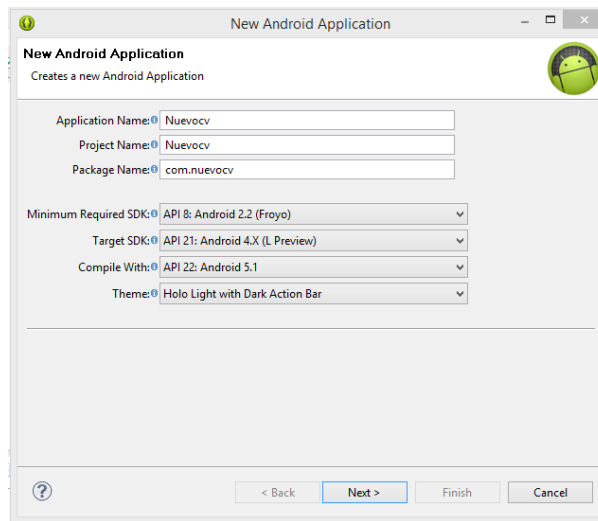 New Android Application
New Android Application
Creates a new Android Application
Application Name: Nuevocv
Project Name: Nuevocv
Package Name: com.nuevocv
Minimum Required SDK: API 8: Android 2.2 (Froyo)
Target SDK: API 21: Android 4.X (L Preview)
Compile With: API 22: Android 5.1
Theme: Holo Light with Dark Action Bar
? < Back Next > Finish Cancel